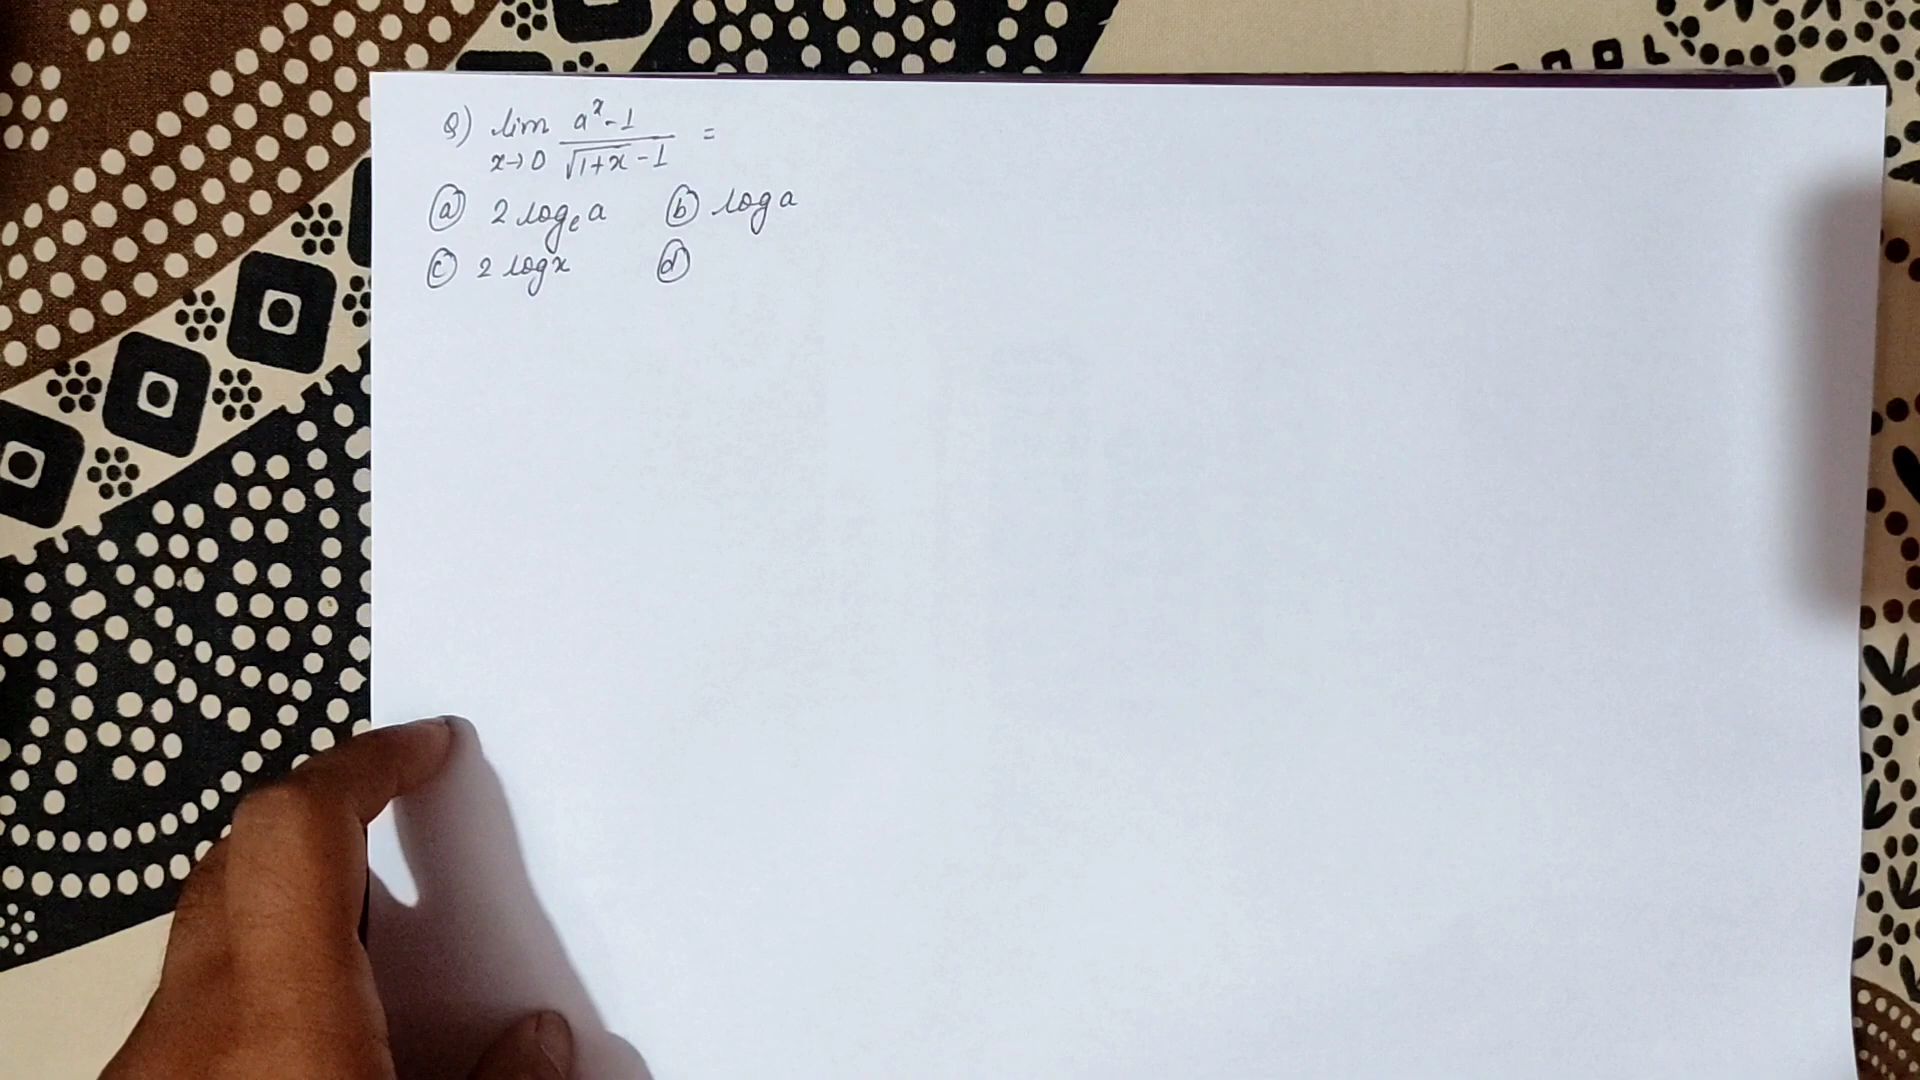 Q) lim a^x-1 / √1+x - 1 =
x→0
(a) 2 log_e a (b) log a
(c) 2 log x (d)